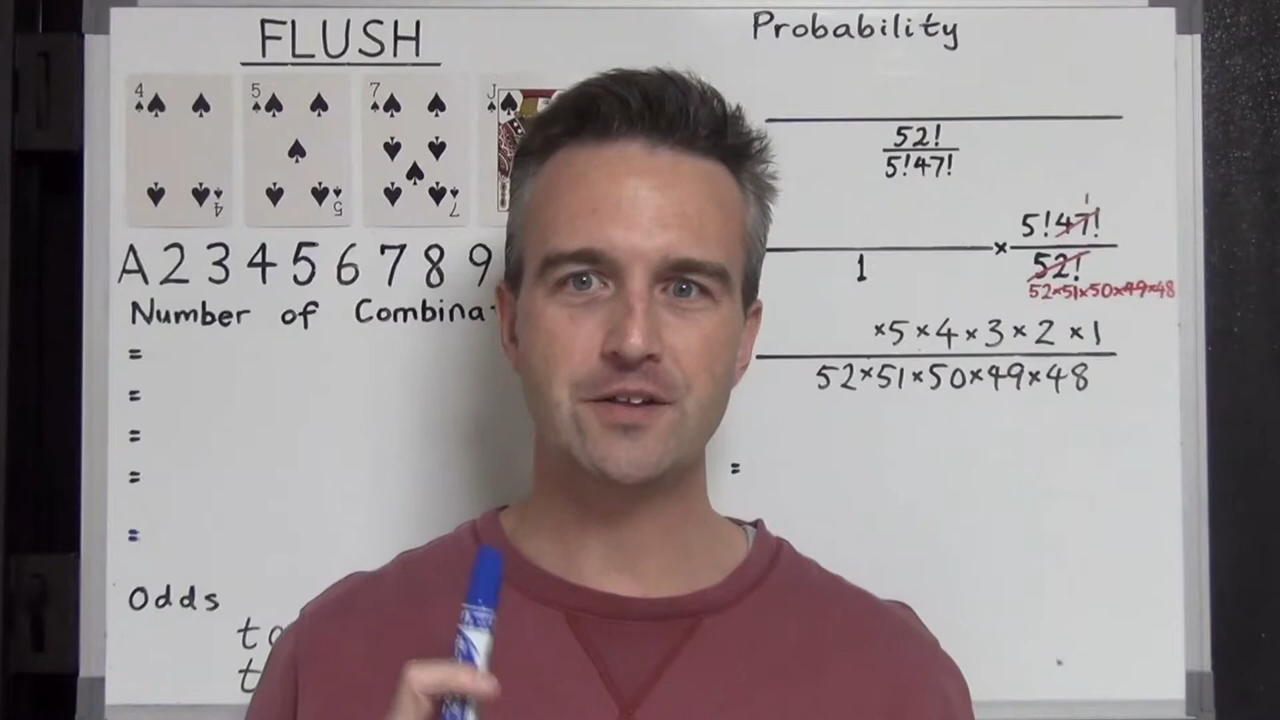 FLUSH
4 5 7 J
4 5 7
A 2 3 4 5 6 7 8 9
Number of
=
=
=
=
=
Odds
Probability
52!
5!47!
1 × 5!47!
52!
1
52×51×50×49×48
×5×4×3×2×1
52×51×50×49×48
=